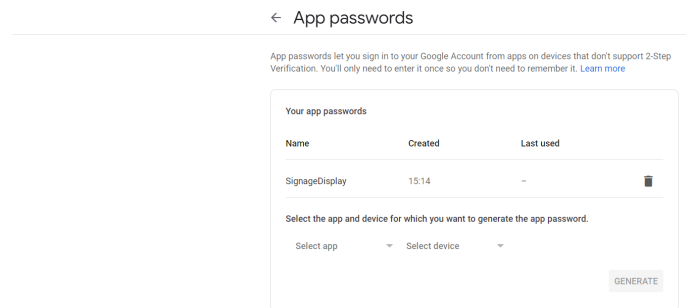 App passwords
App passwords let you sign in to your Google Account from apps on devices that don't support 2-Step
Verification. You'll only need to enter it once so you don't need to remember it. Learn more
Your app passwords
Name Created Last used
SignageDisplay 15:14 –
Select the app and device for which you want to generate the app password.
Select app Select device
GENERATE